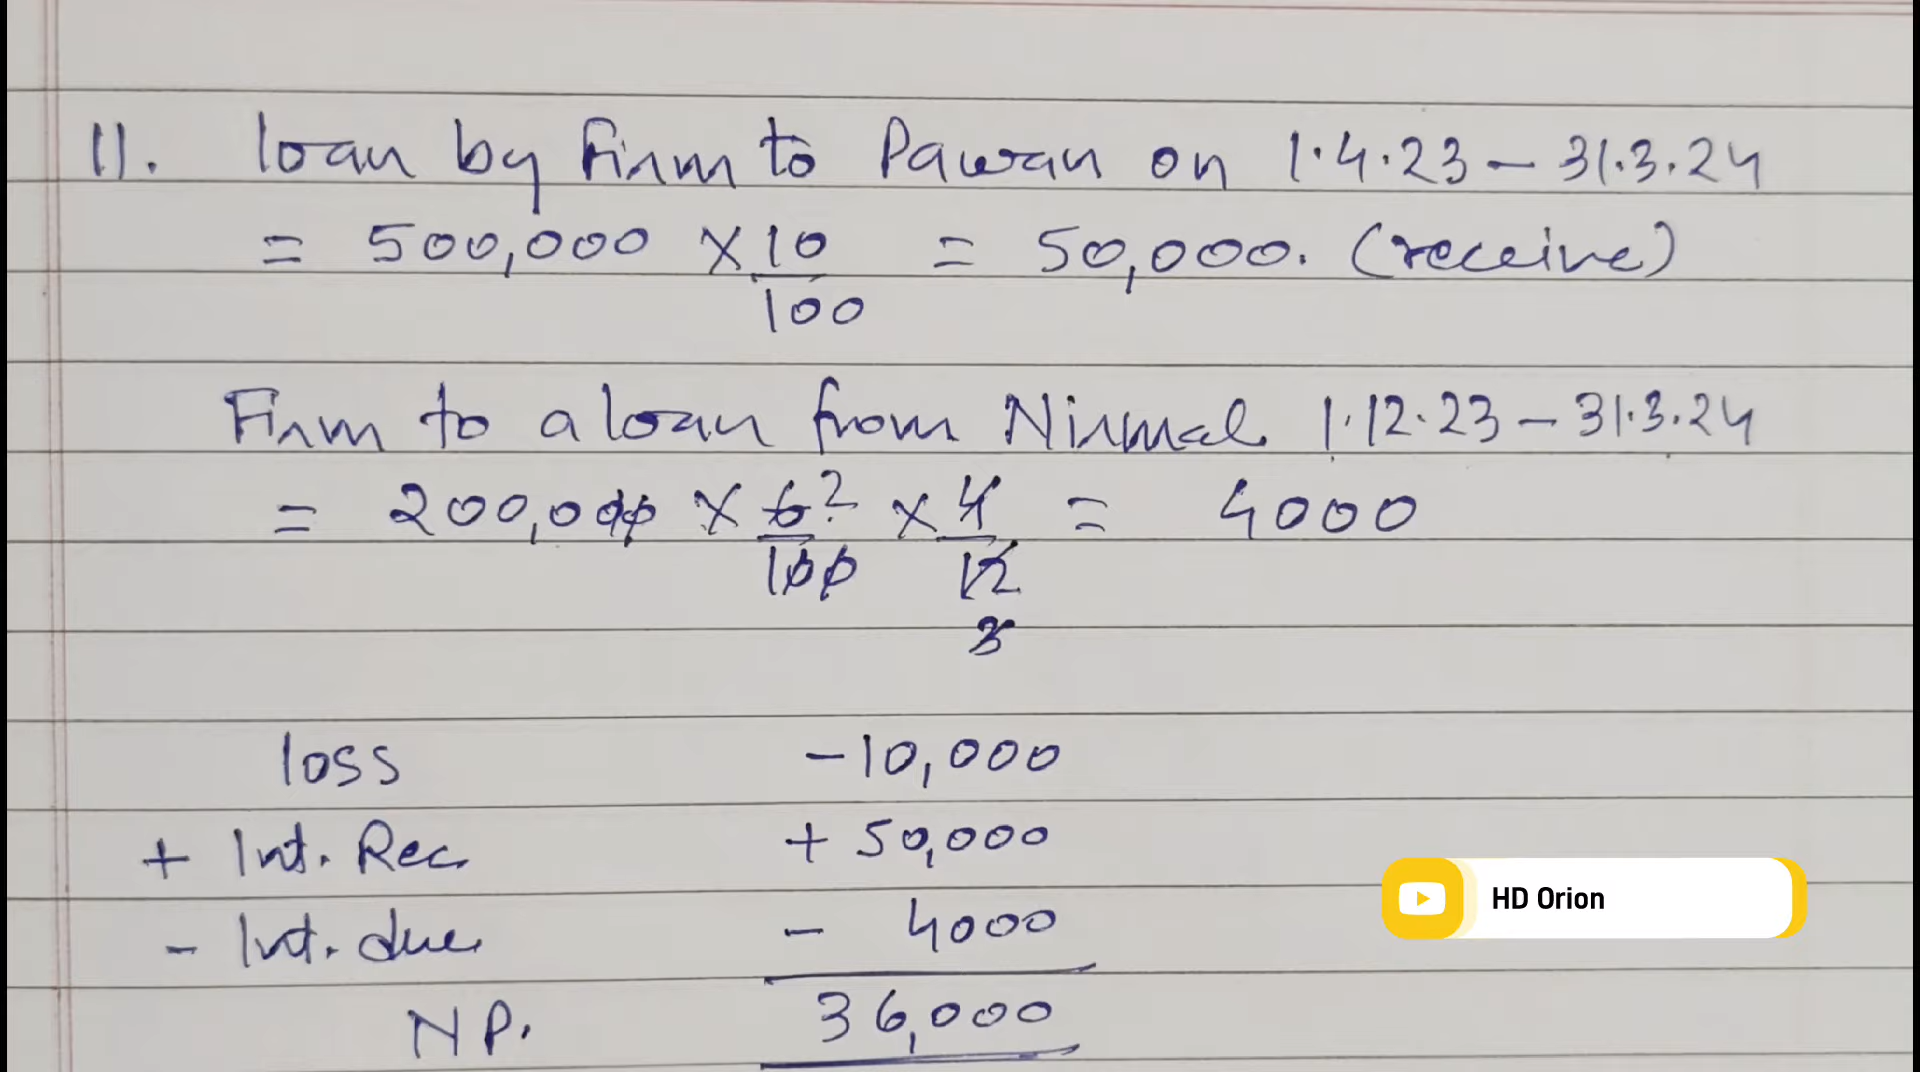 11. loan by Firm to Pawan on 1.4.23 - 31.3.24
= 500,000 × 10/100 = 50,000. (receive)
Firm to a loan from Nirmal 1.12.23 - 31.3.24
= 200,000 × 6/100 2 × 4/12 = 4000
3
loss -10,000
+ Int. Rec. + 50,000
- Int. due - 4000
NP. 36,000
HD Orion